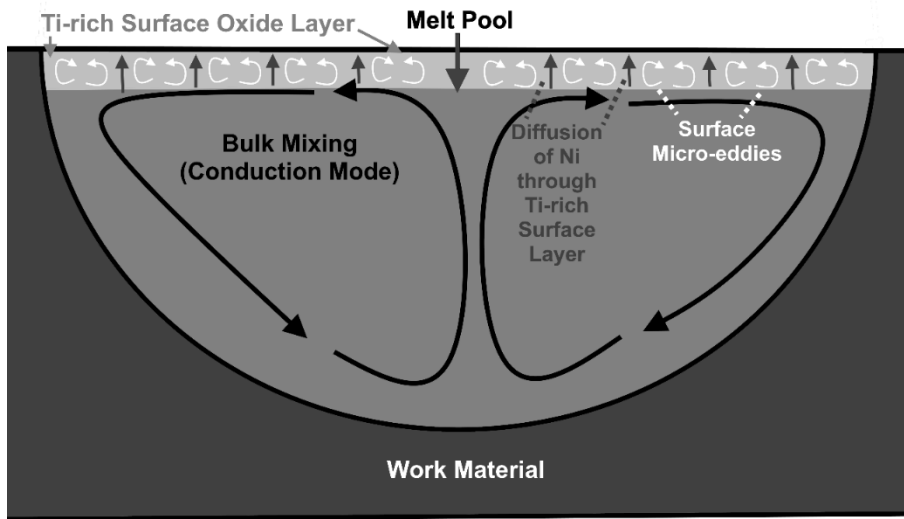 Ti-rich Surface Oxide Layer
Melt Pool
Bulk Mixing
(Conduction Mode)
Diffusion
of Ni
through
Ti-rich
Surface
Layer
Surface
Micro-eddies
Work Material